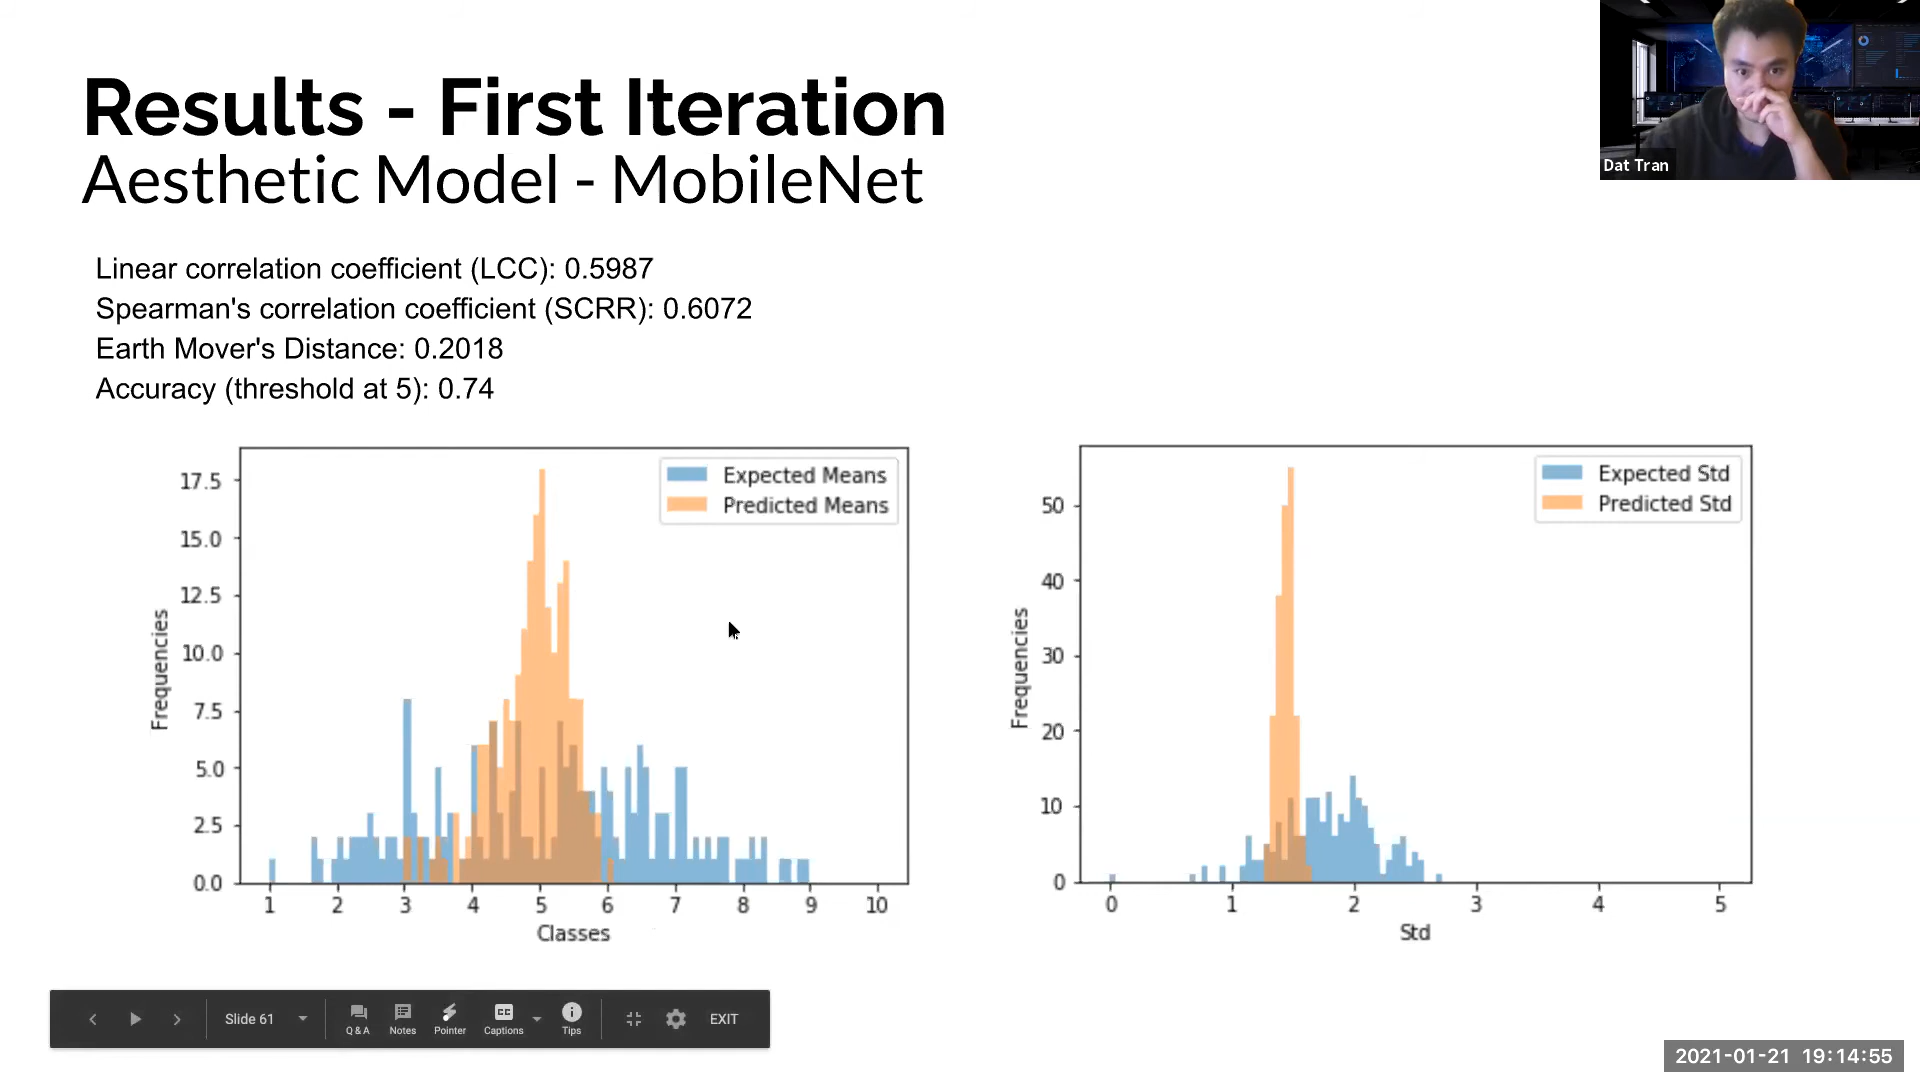 Results - First Iteration
Aesthetic Model - MobileNet
Dat Tran
Linear correlation coefficient (LCC): 0.5987
Spearman's correlation coefficient (SCRR): 0.6072
Earth Mover's Distance: 0.2018
Accuracy (threshold at 5): 0.74
Expected Means
Predicted Means
17.5
15.0
12.5
10.0
7.5
5.0
2.5
0.0
Frequencies
1 2 3 4 5 6 7 8 9 10
Classes
Expected Std
Predicted Std
50
40
30
20
10
0
Frequencies
0 1 2 3 4 5
Std
Slide 61
Q & A
Notes
Pointer
CC
Captions
Tips
EXIT
2021-01-21 19:14:55